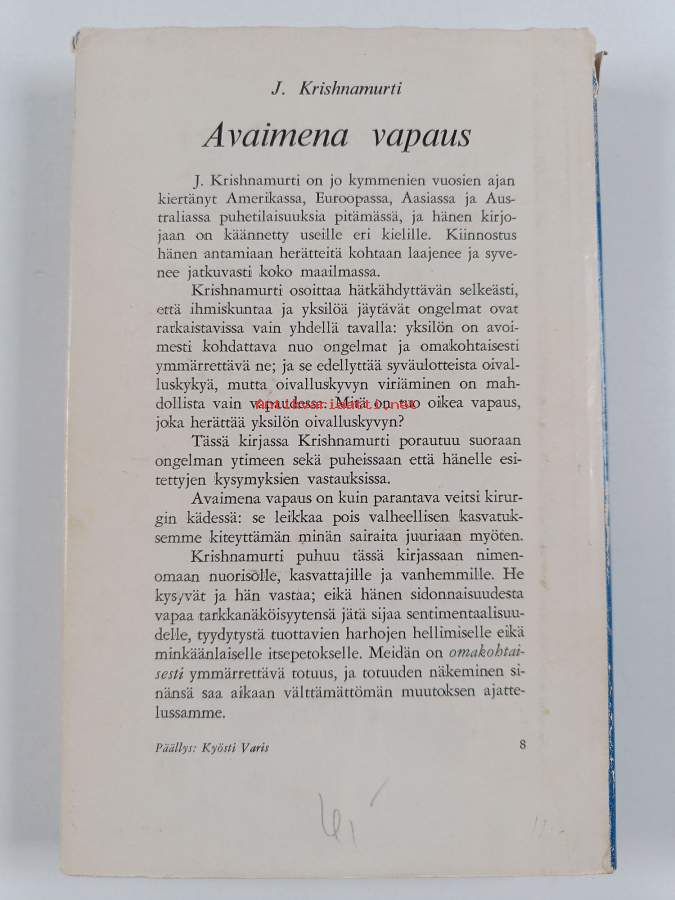 J. Krishnamurti
Avaimena vapaus
J. Krishnamurti on jo kymmenien vuosien ajan
kiertänyt Amerikassa, Euroopassa, Aasiassa ja Aus-
traliassa puhetilaisuuksia pitämässä, ja hänen kirjo-
jaan on käännetty useille eri kielille. Kiinnostus
hänen antamiaan herätteitä kohtaan laajenee ja syve-
nee jatkuvasti koko maailmassa.
Krishnamurti osoittaa hätkähdyttävän selkeästi,
että ihmiskuntaa ja yksilöä jäytävät ongelmat ovat
ratkaistavissa vain yhdellä tavalla: yksilön on avoi-
mesti kohdattava nuo ongelmat ja omakohtaisesti
ymmärrettävä ne; ja se edellyttää syväulotteista oival-
luskykyä, mutta oivalluskyvyn viriäminen on mah-
dollista vain vapaudessa. Mitä on tuo oikea vapaus,
antikvariaatti.net
joka herättää yksilön oivalluskyvyn?
Tässä kirjassa Krishnamurti porautuu suoraan
ongelman ytimeen sekä puheissaan että hänelle esi-
tettyjen kysymyksien vastauksissa.
Avaimena vapaus on kuin parantava veitsi kirur-
gin kädessä: se leikkaa pois valheellisen kasvatuk-
semme kiteyttämän minän sairaita juuriaan myöten.
Krishnamurti puhuu tässä kirjassaan nimen-
omaan nuorisolle, kasvattajille ja vanhemmille. He
kysyvät ja hän vastaa; eikä hänen sidonnaisuudesta
vapaa tarkkanäköisyytensä jätä sijaa sentimentaalisuu-
delle, tyydytystä tuottavien harhojen hellimiselle eikä
minkäänlaiselle itsepetokselle. Meidän on omakohtai-
sesti ymmärrettävä totuus, ja totuuden näkeminen si-
nänsä saa aikaan välttämättömän muutoksen ajatte-
lussamme.
Päällys: Kyösti Varis
8